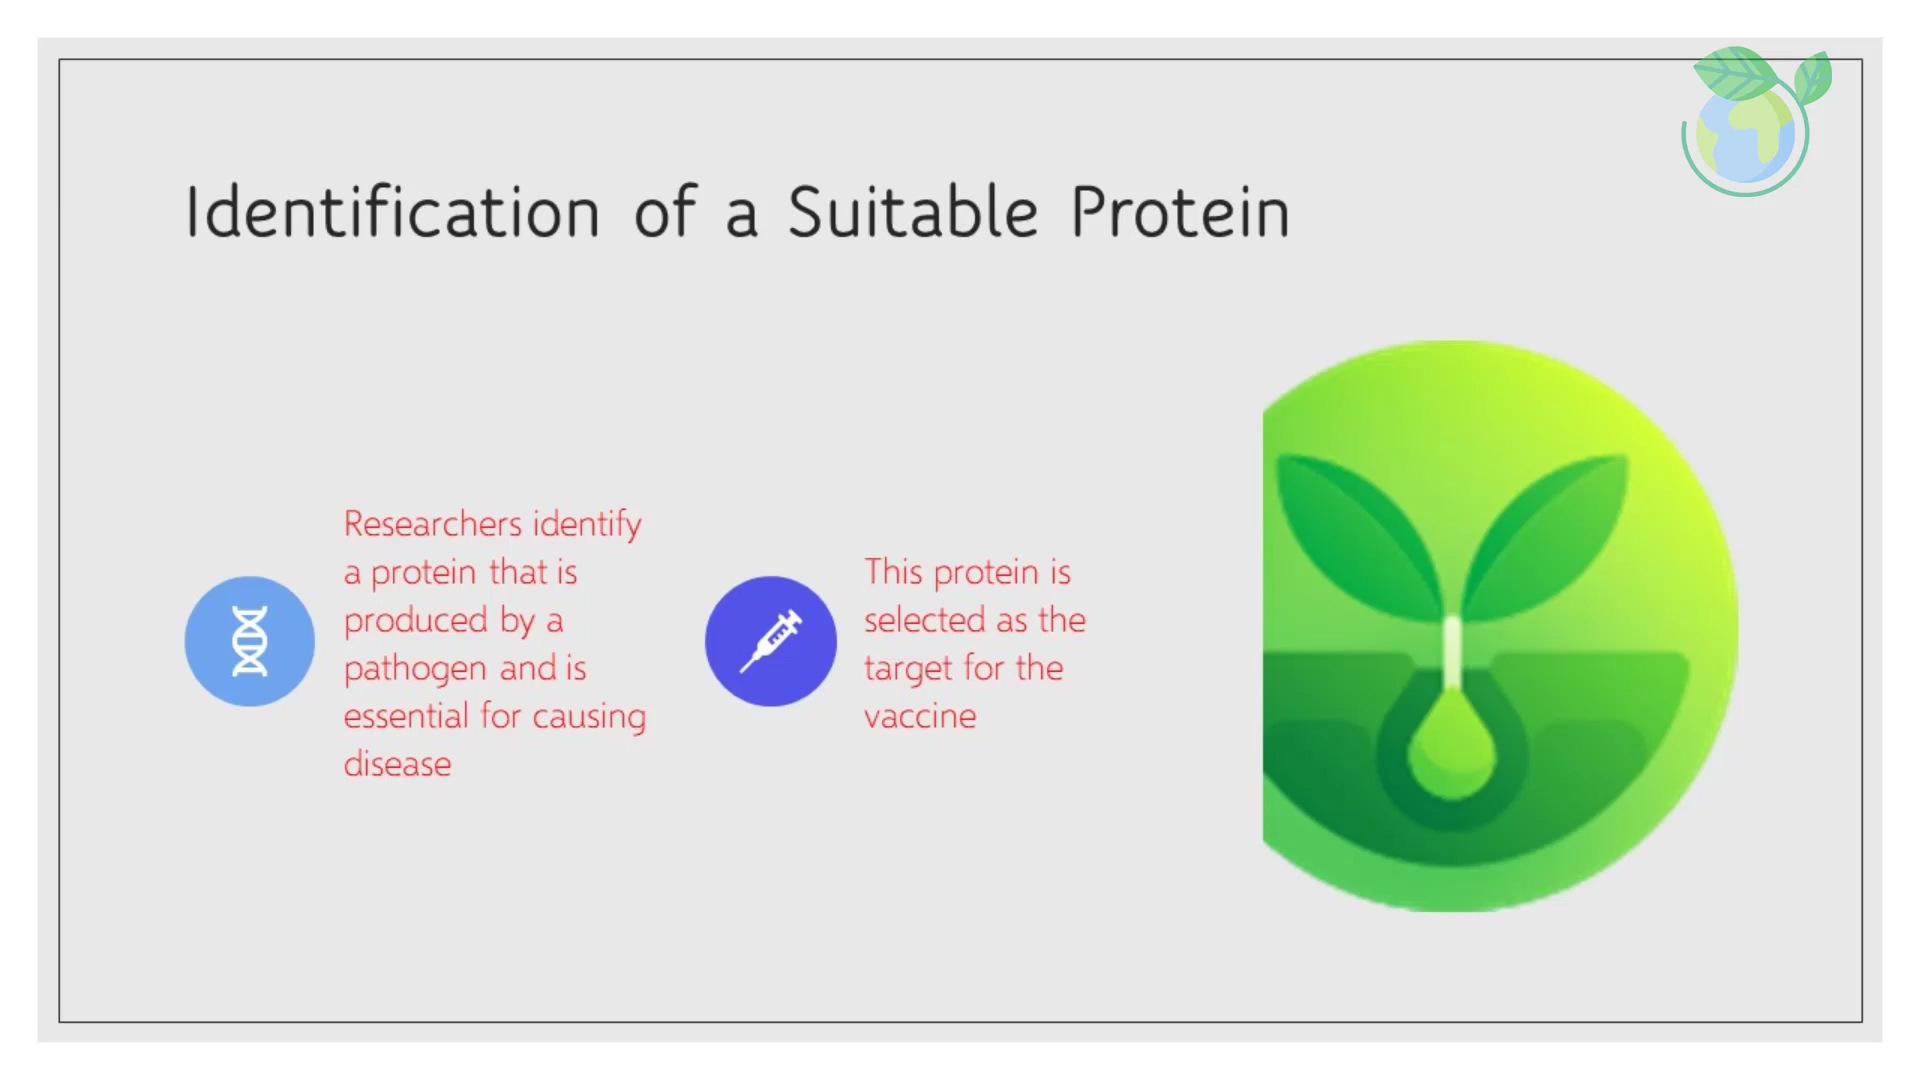 Identification of a Suitable Protein
Researchers identify
a protein that is
produced by a
pathogen and is
essential for causing
disease
This protein is
selected as the
target for the
vaccine